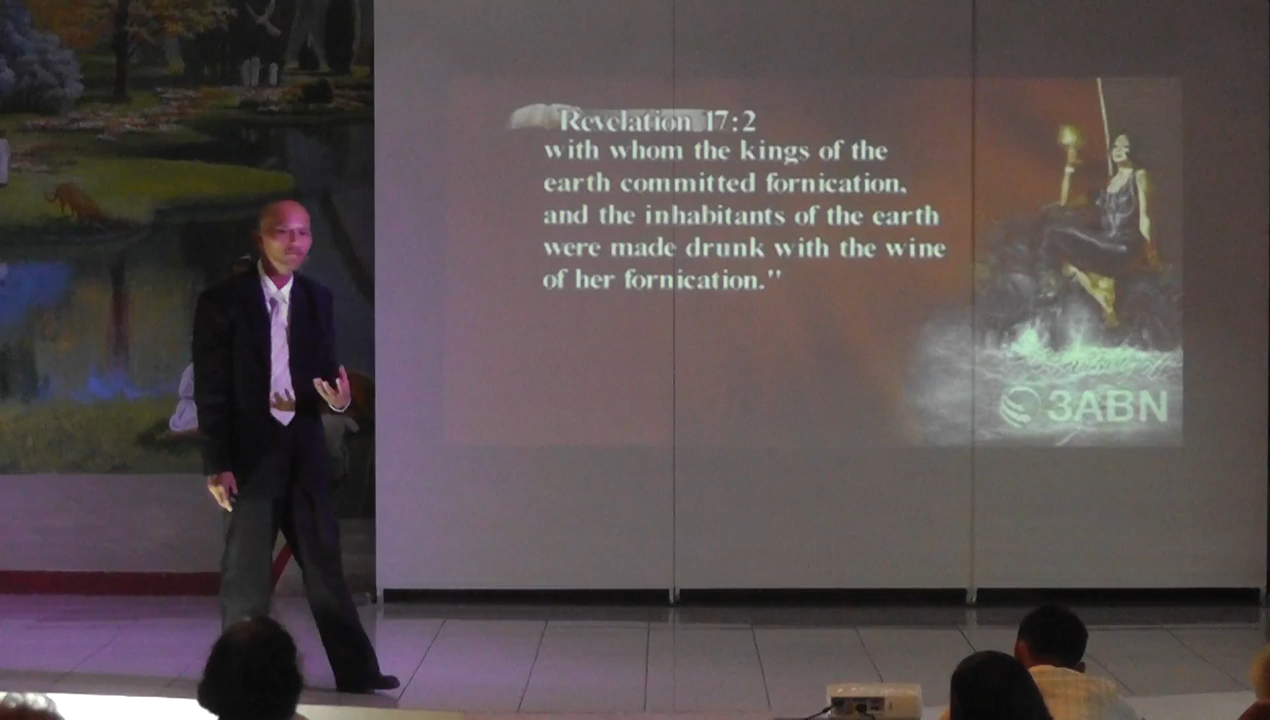 Revelation 17:2
with whom the kings of the
earth committed fornication,
and the inhabitants of the earth
were made drunk with the wine
of her fornication."
3ABN